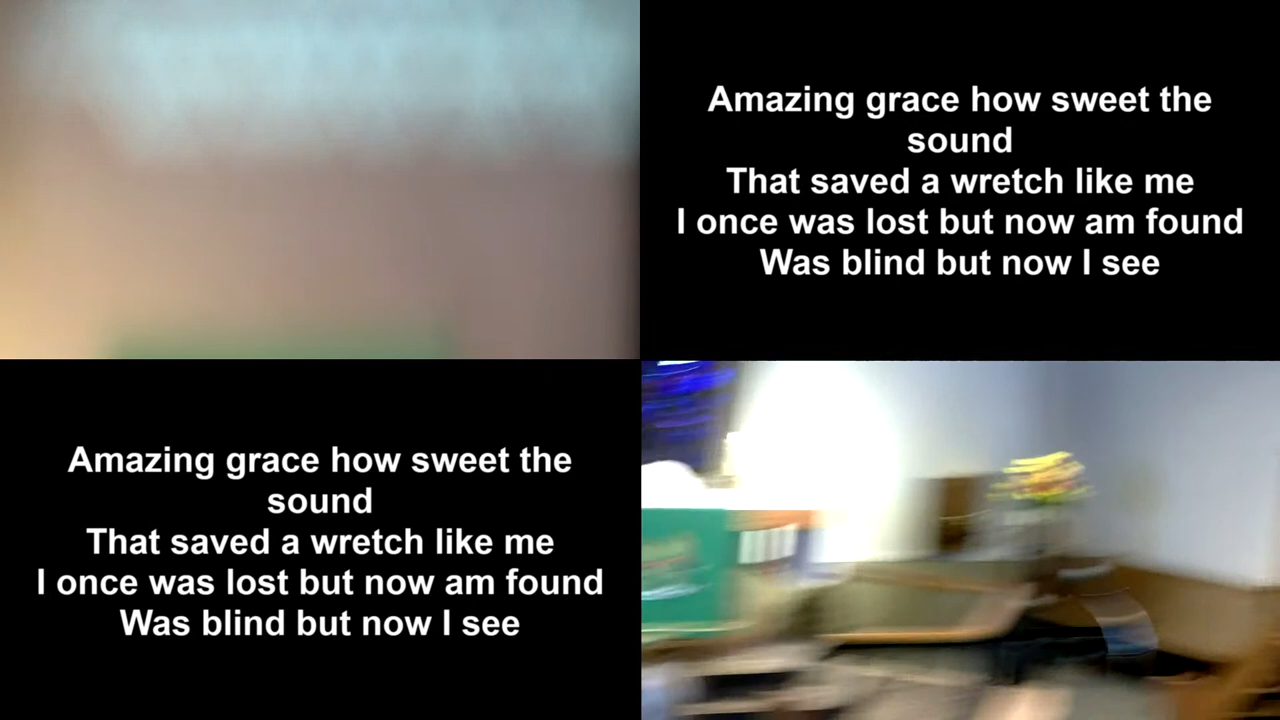 Amazing grace how sweet the
sound
That saved a wretch like me
I once was lost but now am found
Was blind but now I see
Amazing grace how sweet the
sound
That saved a wretch like me
I once was lost but now am found
Was blind but now I see